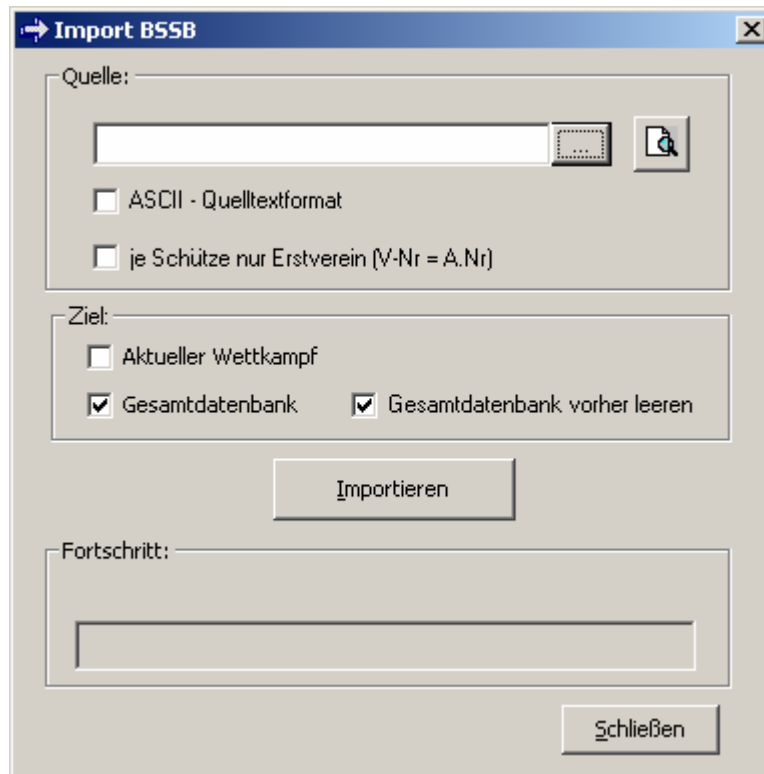 Import BSSB
Quelle:
...
ASCII - Quelltextformat
je Schütze nur Erstverein (V-Nr = A.Nr)
Ziel:
Aktueller Wettkampf
Gesamtdatenbank Gesamtdatenbank vorher leeren
Importieren
Fortschritt:
Schließen